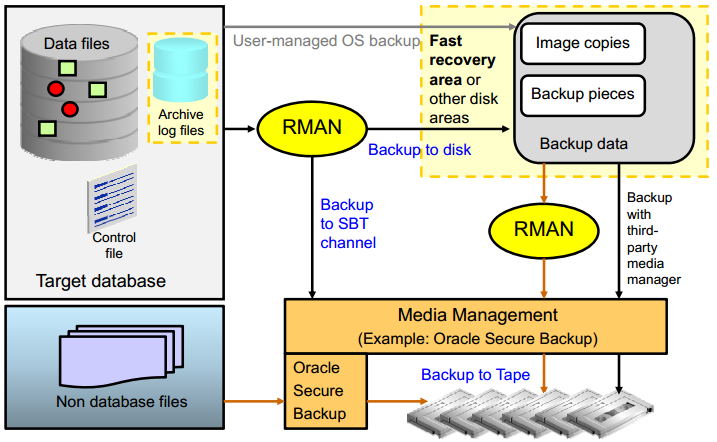 Data files
Archive
log files
Control
file
Target database
User-managed OS backup
Fast
recovery
area or
other disk
areas
Image copies
Backup pieces
Backup data
RMAN
Backup to disk
Backup
to SBT
channel
RMAN
Backup
with
third-
party
media
manager
Media Management
(Example: Oracle Secure Backup)
Non database files
Oracle
Secure
Backup
Backup to Tape